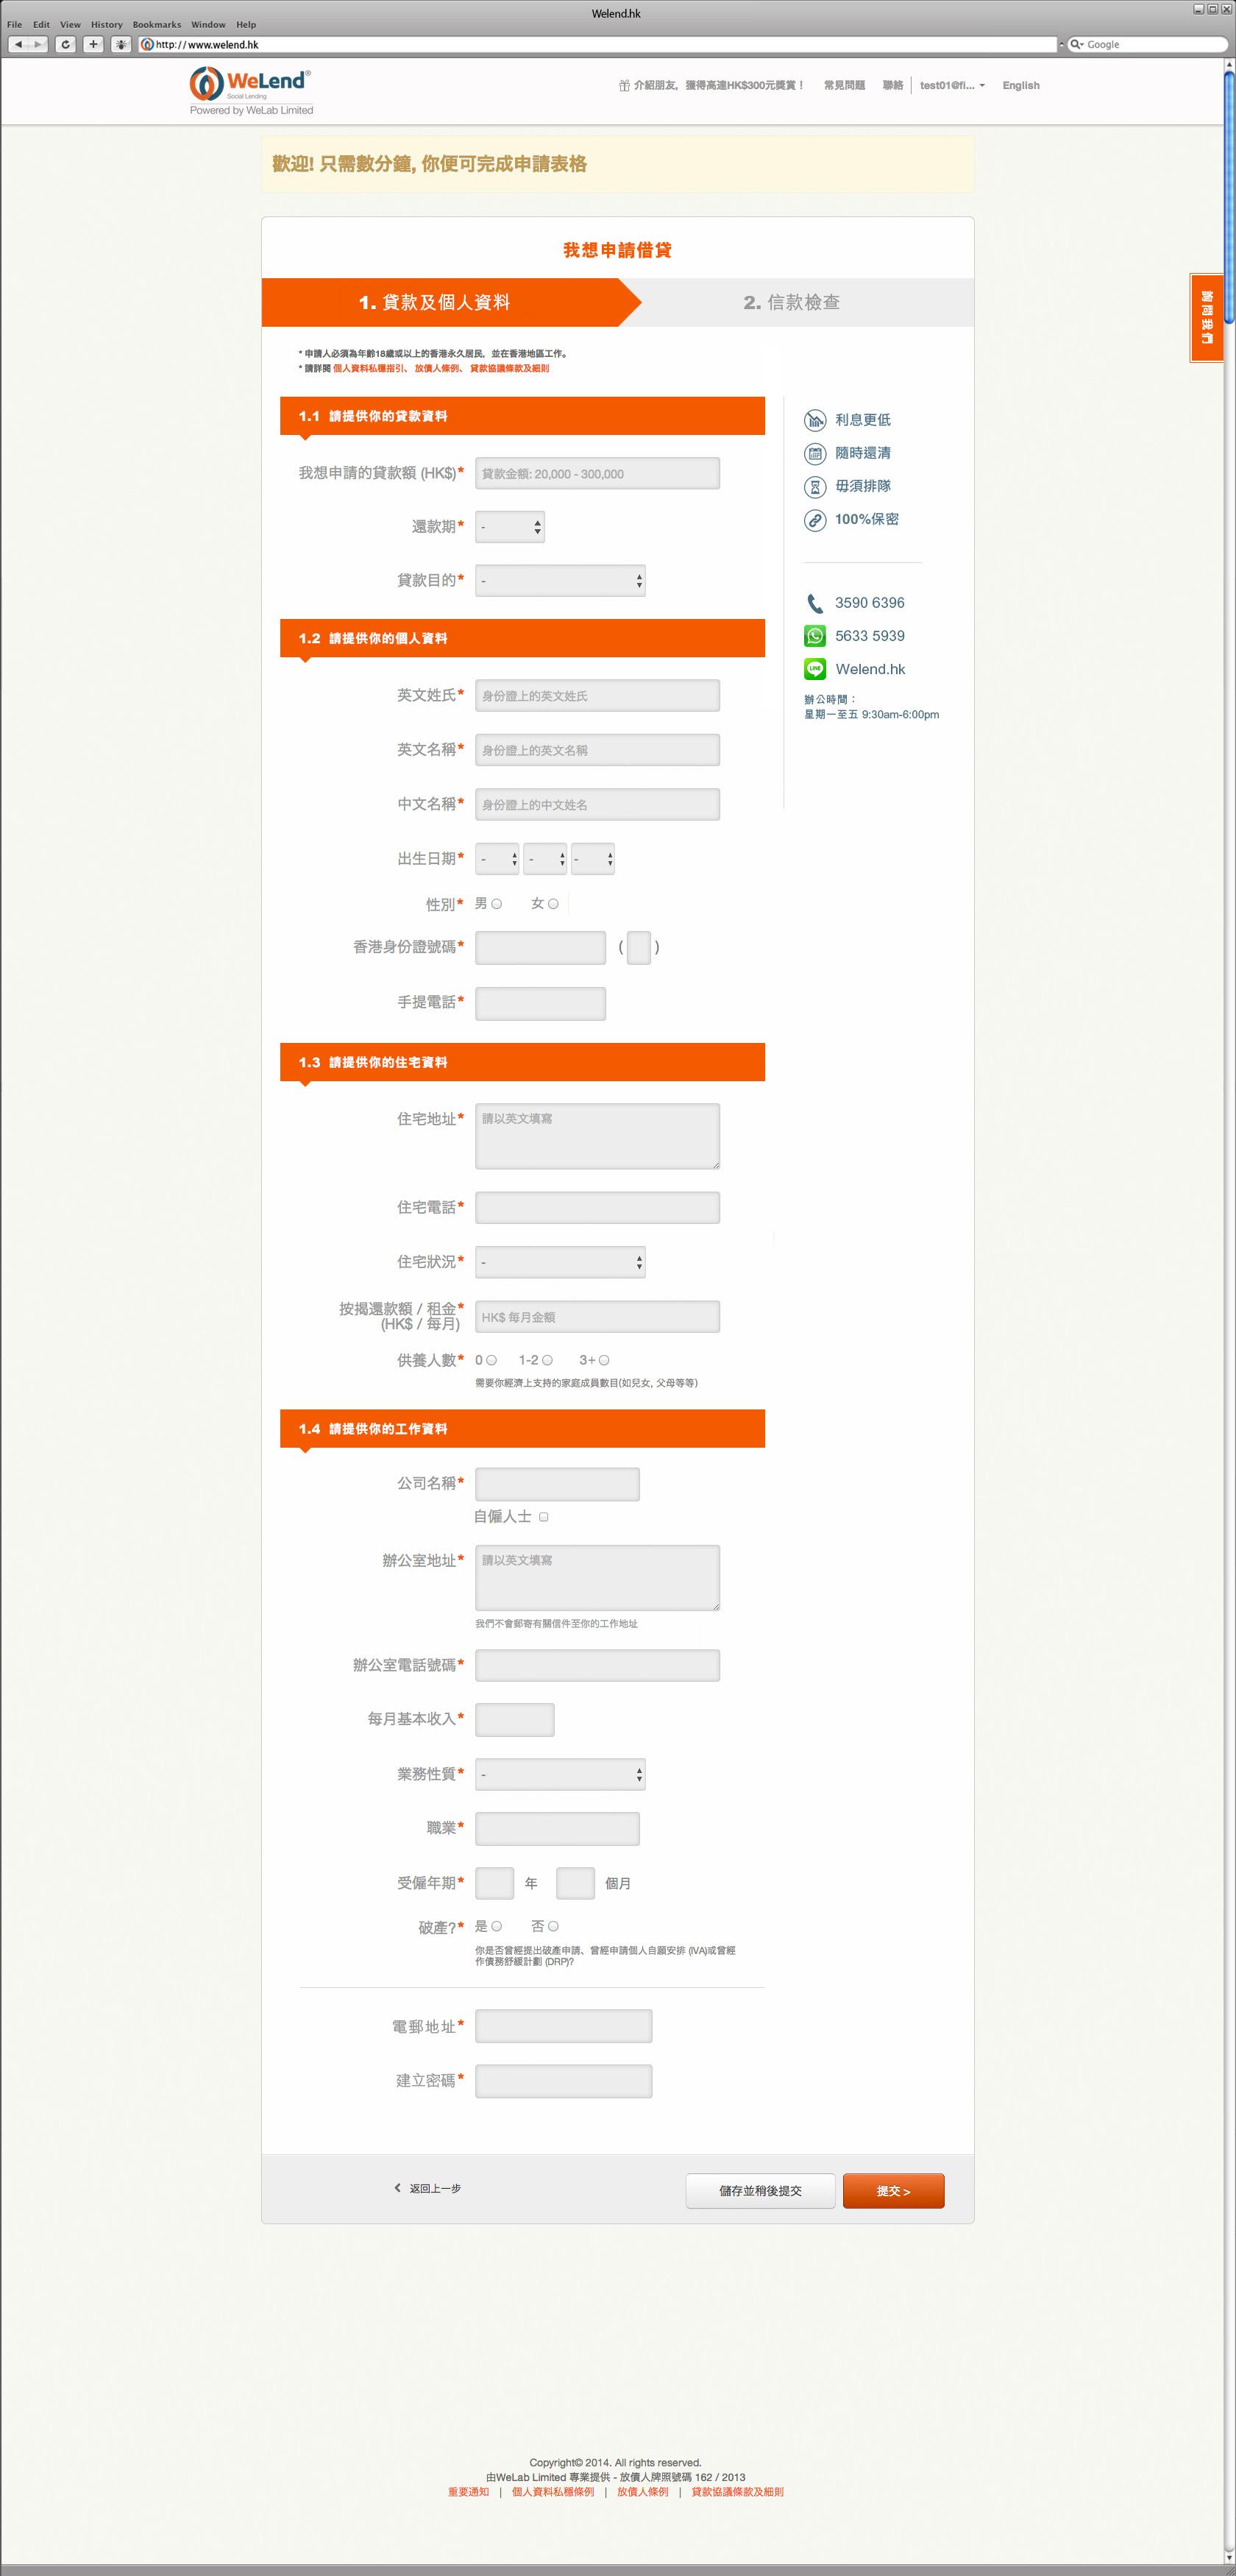 Welend.hk
File Edit View History Bookmarks Window Help
http://www.welend.hk
Google
WeLend®
Social Lending
Powered by WeLab Limited
介紹朋友，獲得高達HK$300元獎賞！ 常見問題 聯絡 test01@fl... English
歡迎! 只需數分鐘, 你便可完成申請表格
我想申請借貸
1. 貸款及個人資料 2. 信款檢查
詢問我們
* 申請人必須為年齡18歲或以上的香港永久居民，並在香港地區工作。
* 請詳閱 個人資料私穩指引、 放債人條例、 貸款協議條款及細則
1.1 請提供你的貸款資料
我想申請的貸款額 (HK$)* 貸款金額: 20,000 - 300,000
還款期* -
貸款目的* -
利息更低
隨時還清
毋須排隊
100%保密
3590 6396
5633 5939
LINE Welend.hk
辦公時間：
星期一至五 9:30am-6:00pm
1.2 請提供你的個人資料
英文姓氏* 身份證上的英文姓氏
英文名稱* 身份證上的英文名稱
中文名稱* 身份證上的中文姓名
出生日期* - - -
性別* 男 女
香港身份證號碼* ( )
手提電話*
1.3 請提供你的住宅資料
住宅地址* 請以英文填寫
住宅電話*
住宅狀況* -
按揭還款額 / 租金*
(HK$ / 每月) HK$ 每月金額
供養人數* 0 1-2 3+
需要你經濟上支持的家庭成員數目(如兒女, 父母等等)
1.4 請提供你的工作資料
公司名稱*
自僱人士
辦公室地址* 請以英文填寫
我們不會郵寄有關信件至你的工作地址
辦公室電話號碼*
每月基本收入*
業務性質* -
職業*
受僱年期* 年 個月
破產?* 是 否
你是否曾經提出破產申請、曾經申請個人自願安排 (IVA)或曾經
作債務舒緩計劃 (DRP)?
電郵地址*
建立密碼*
返回上一步 儲存並稍後提交 提交 >
Copyright© 2014. All rights reserved.
由WeLab Limited 專業提供 - 放債人牌照號碼 162 / 2013
重要通知 | 個人資料私穩條例 | 放債人條例 | 貸款協議條款及細則